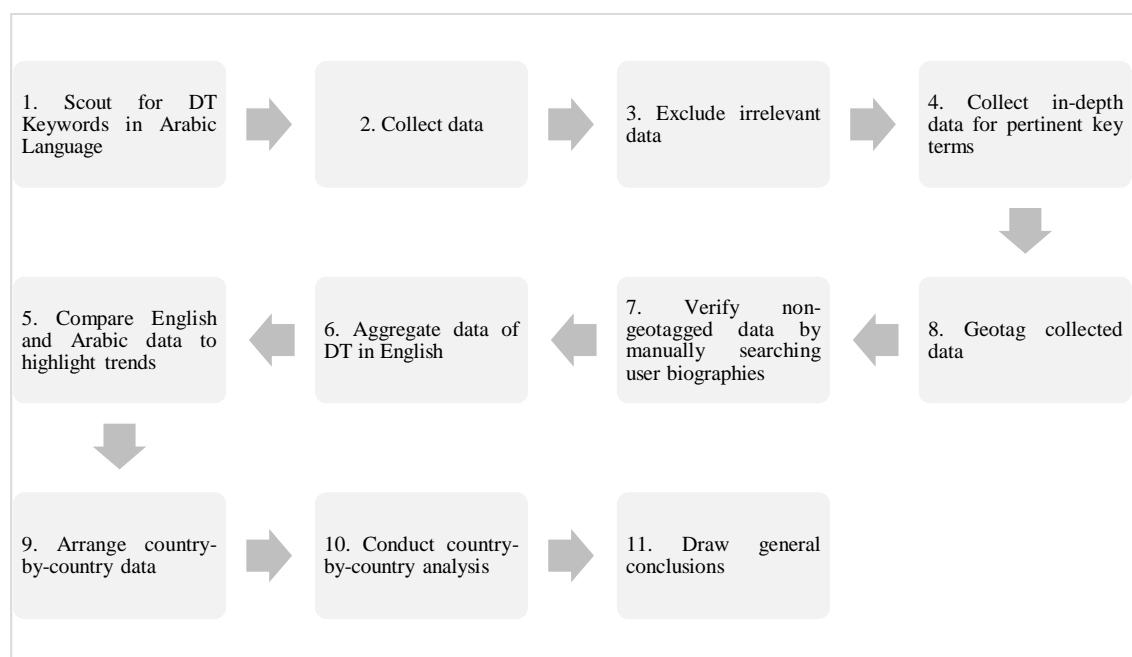 1. Scout for DT
Keywords in Arabic
Language
2. Collect data
3. Exclude irrelevant
data
4. Collect in-depth
data for pertinent key
terms
5. Compare English
and Arabic data to
highlight trends
6. Aggregate data of
DT in English
7. Verify non-
geotagged data by
manually searching
user biographies
8. Geotag collected
data
9. Arrange country-
by-country data
10. Conduct country-
by-country analysis
11. Draw general
conclusions